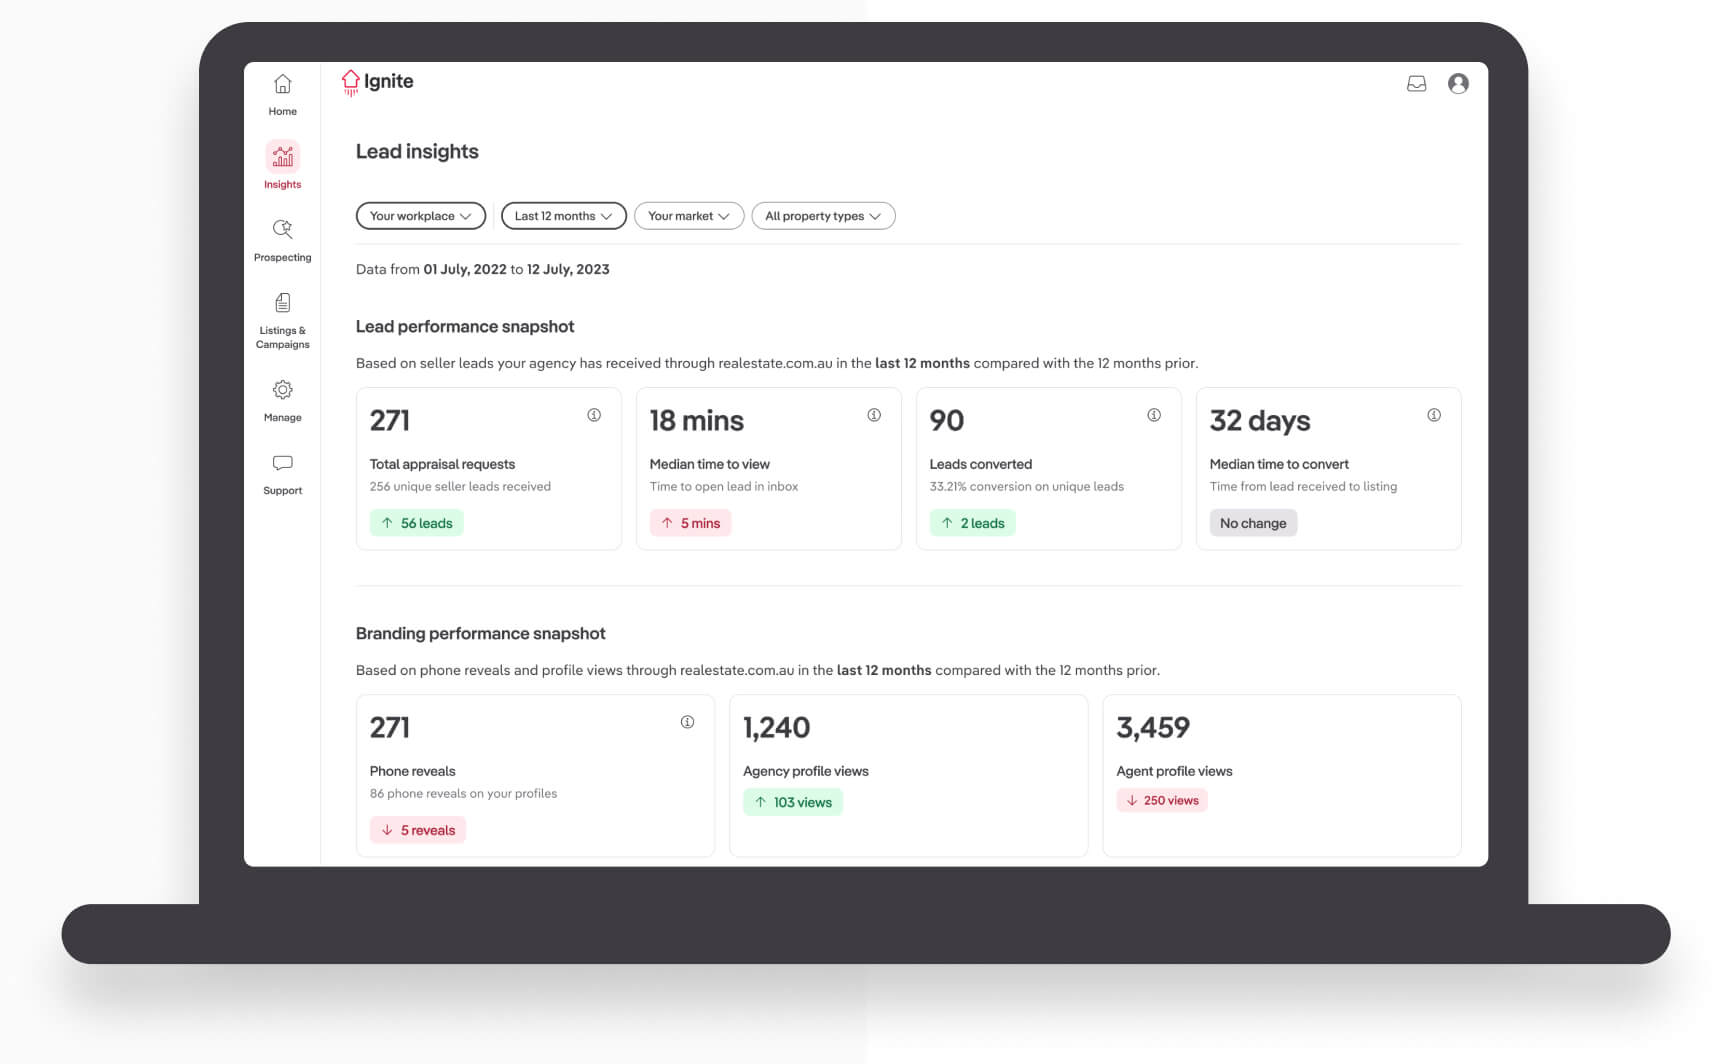 Home
Insights
Prospecting
Listings &
Campaigns
Manage
Support
Ignite
Lead insights
Your workplace
Last 12 months
Your market
All property types
Data from 01 July, 2022 to 12 July, 2023
Lead performance snapshot
Based on seller leads your agency has received through realestate.com.au in the last 12 months compared with the 12 months prior.
271
Total appraisal requests
256 unique seller leads received
↑ 56 leads
18 mins
Median time to view
Time to open lead in inbox
↑ 5 mins
90
Leads converted
33.21% conversion on unique leads
↑ 2 leads
32 days
Median time to convert
Time from lead received to listing
No change
Branding performance snapshot
Based on phone reveals and profile views through realestate.com.au in the last 12 months compared with the 12 months prior.
271
Phone reveals
86 phone reveals on your profiles
↓ 5 reveals
1,240
Agency profile views
↑ 103 views
3,459
Agent profile views
↓ 250 views